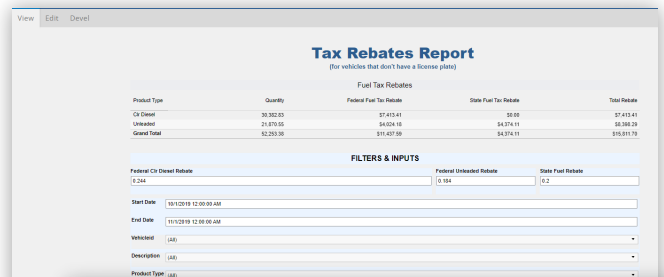 View Edit Devel
Tax Rebates Report
(for vehicles that don't have a license plate)
Fuel Tax Rebates
Product Type Quantity Federal Fuel Tax Rebate State Fuel Tax Rebate Total Rebate
Clr Diesel 30,382.83 $7,413.41 $0.00 $7,413.41
Unleaded 21,870.55 $4,024.18 $4,374.11 $8,398.29
Grand Total 52,253.38 $11,437.59 $4,374.11 $15,811.70
FILTERS & INPUTS
Federal Clr Diesel Rebate Federal Unleaded Rebate State Fuel Rebate
0.244 0.184 0.2
Start Date 10/1/2019 12:00:00 AM
End Date 11/1/2019 12:00:00 AM
VehicleId (All)
Description (All)
Product Type (All)